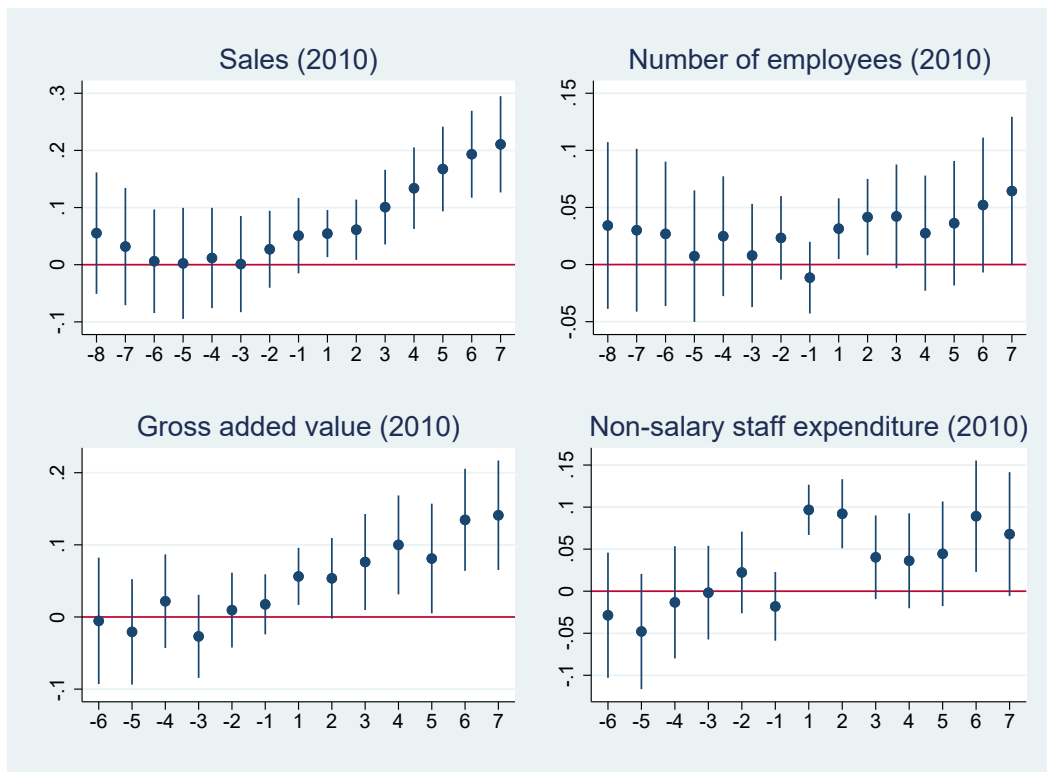 Sales (2010)
.3
.2
.1
0
-.1
-8 -7 -6 -5 -4 -3 -2 -1 1 2 3 4 5 6 7
Number of employees (2010)
.15
.1
.05
0
-.05
-8 -7 -6 -5 -4 -3 -2 -1 1 2 3 4 5 6 7
Gross added value (2010)
.2
.1
0
-.1
-6 -5 -4 -3 -2 -1 1 2 3 4 5 6 7
Non-salary staff expenditure (2010)
.15
.1
.05
0
-.05
-.1
-6 -5 -4 -3 -2 -1 1 2 3 4 5 6 7